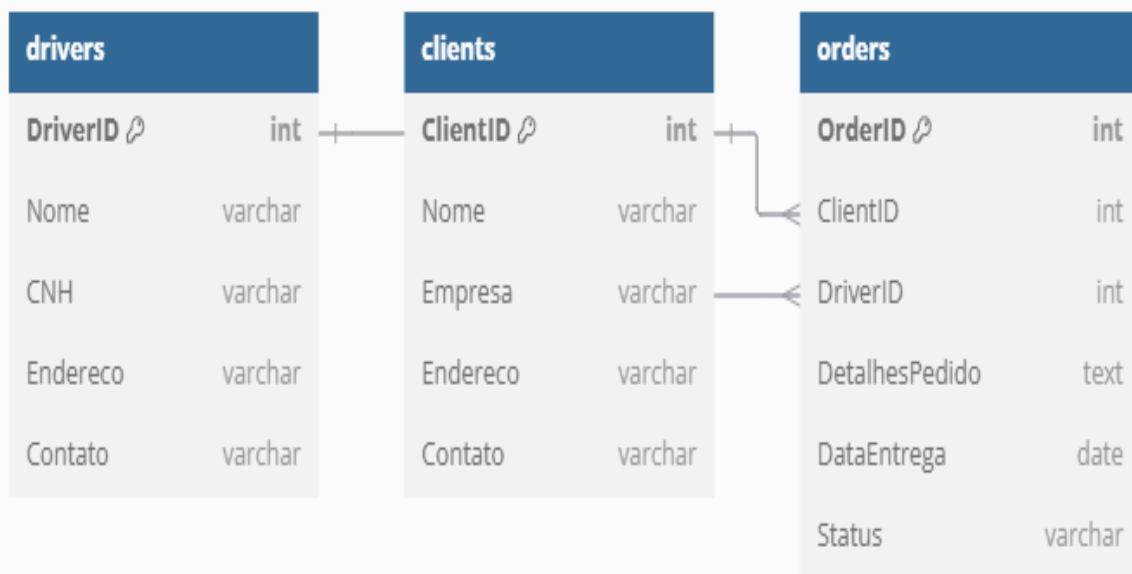 drivers
DriverID int
Nome varchar
CNH varchar
Endereco varchar
Contato varchar
clients
ClientID int
Nome varchar
Empresa varchar
Endereco varchar
Contato varchar
orders
OrderID int
ClientID int
DriverID int
DetalhesPedido text
DataEntrega date
Status varchar